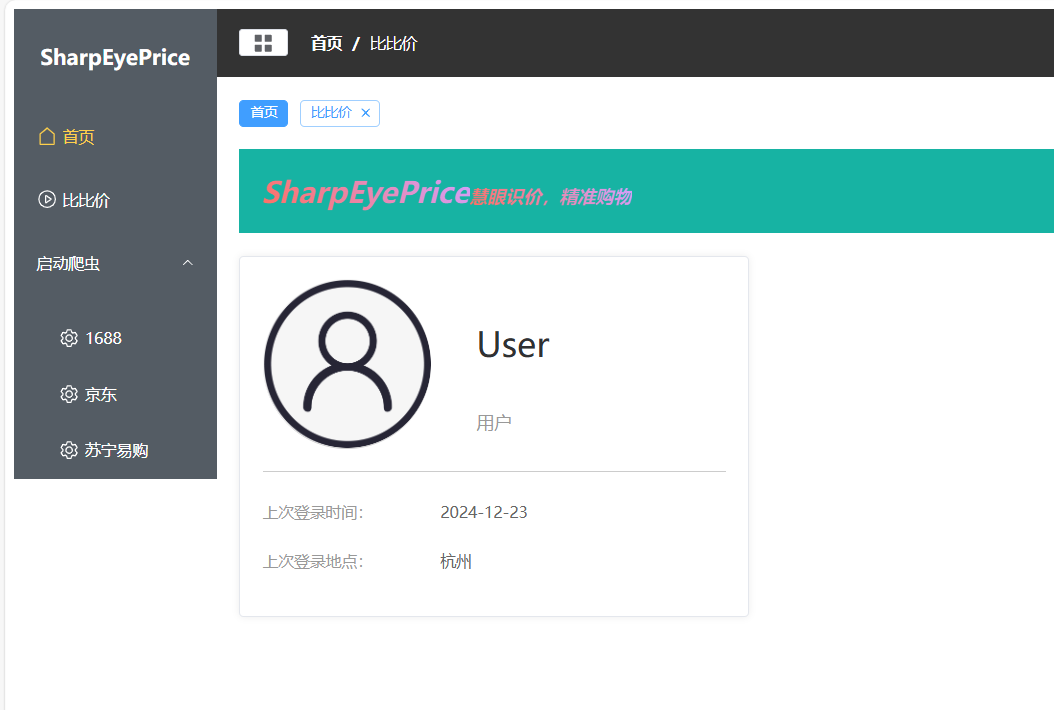 SharpEyePrice
首页
比比价
启动爬虫
1688
京东
苏宁易购
首页 / 比比价
首页 比比价 ×
SharpEyePrice慧眼识价，精准购物
User
用户
上次登录时间： 2024-12-23
上次登录地点： 杭州